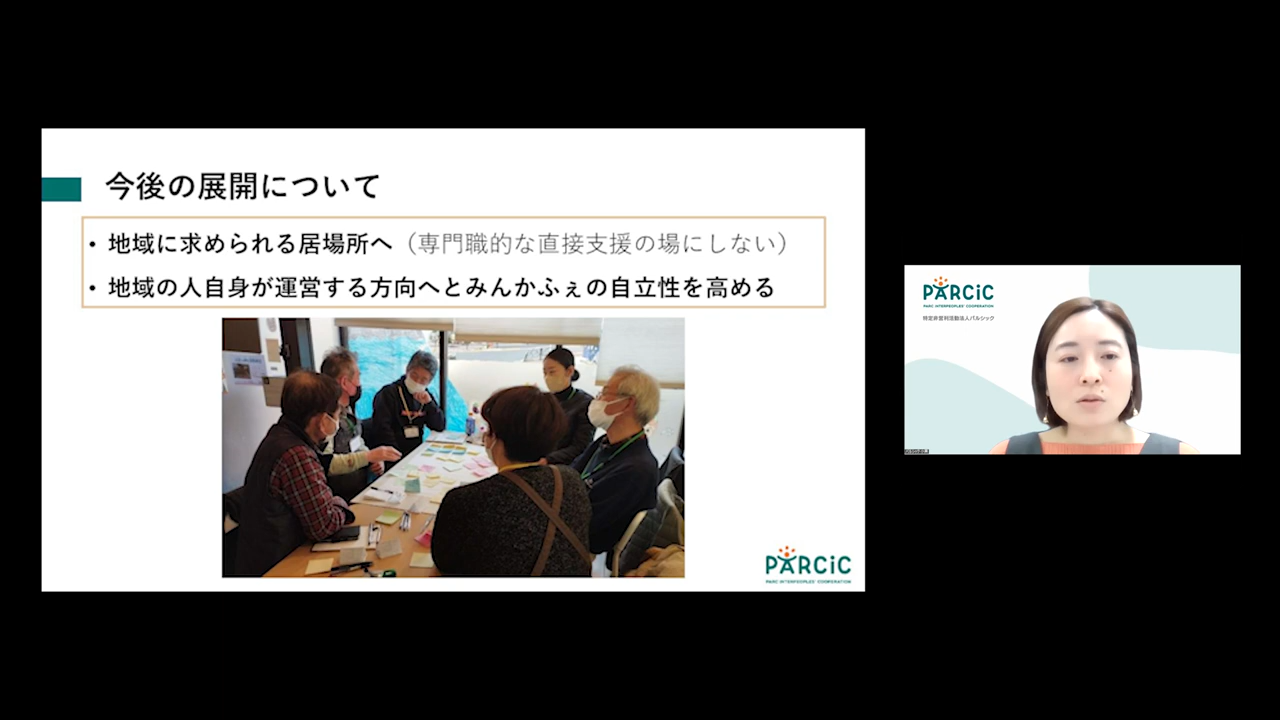 今後の展開について
• 地域に求められる居場所へ（専門職的な直接支援の場にしない）
• 地域の人自身が運営する方向へとみんかふぇの自立性を高める
PARCiC
PARC INTERPEOPLES' COOPERATION
PARCiC
PARC INTERPEOPLES' COOPERATION
特定非営利活動法人パルシック